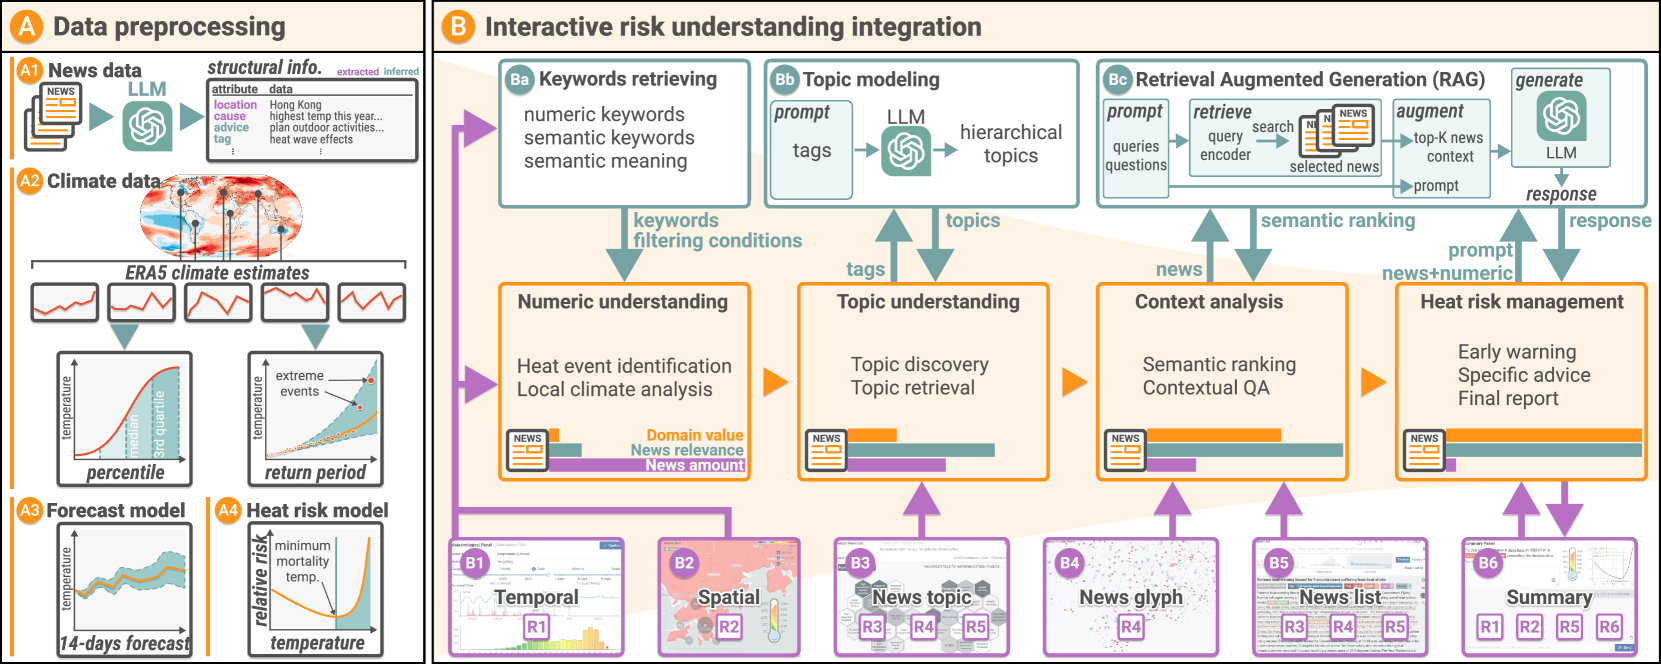 A Data preprocessing
A1 News data
NEWS
LLM
structural info.
extracted inferred
attribute data
location Hong Kong
cause highest temp this year...
advice plan outdoor activities...
tag heat wave effects
A2 Climate data
ERA5 climate estimates
temperature
median
3rd quartile
percentile
temperature
extreme
events
return period
A3 Forecast model
temperature
14-days forecast
A4 Heat risk model
relative risk
minimum
mortality
temp.
temperature
B Interactive risk understanding integration
Ba Keywords retrieving
numeric keywords
semantic keywords
semantic meaning
keywords
filtering conditions
Bb Topic modeling
prompt
tags
LLM
hierarchical
topics
tags
topics
Bc Retrieval Augmented Generation (RAG)
prompt
queries
questions
retrieve
query
encoder
search
NEWS
selected news
augment
top-K news
context
prompt
generate
LLM
response
news
semantic ranking
prompt
news+numeric
response
Numeric understanding
Heat event identification
Local climate analysis
NEWS
Domain value
News relevance
News amount
Topic understanding
Topic discovery
Topic retrieval
NEWS
Context analysis
Semantic ranking
Contextual QA
NEWS
Heat risk management
Early warning
Specific advice
Final report
NEWS
B1
Temporal
R1
B2
Spatial
R2
B3
News topic
R3 R4 R5
B4
News glyph
R4
B5
News list
R3 R4 R5
B6
Summary
R1 R2 R5 R6